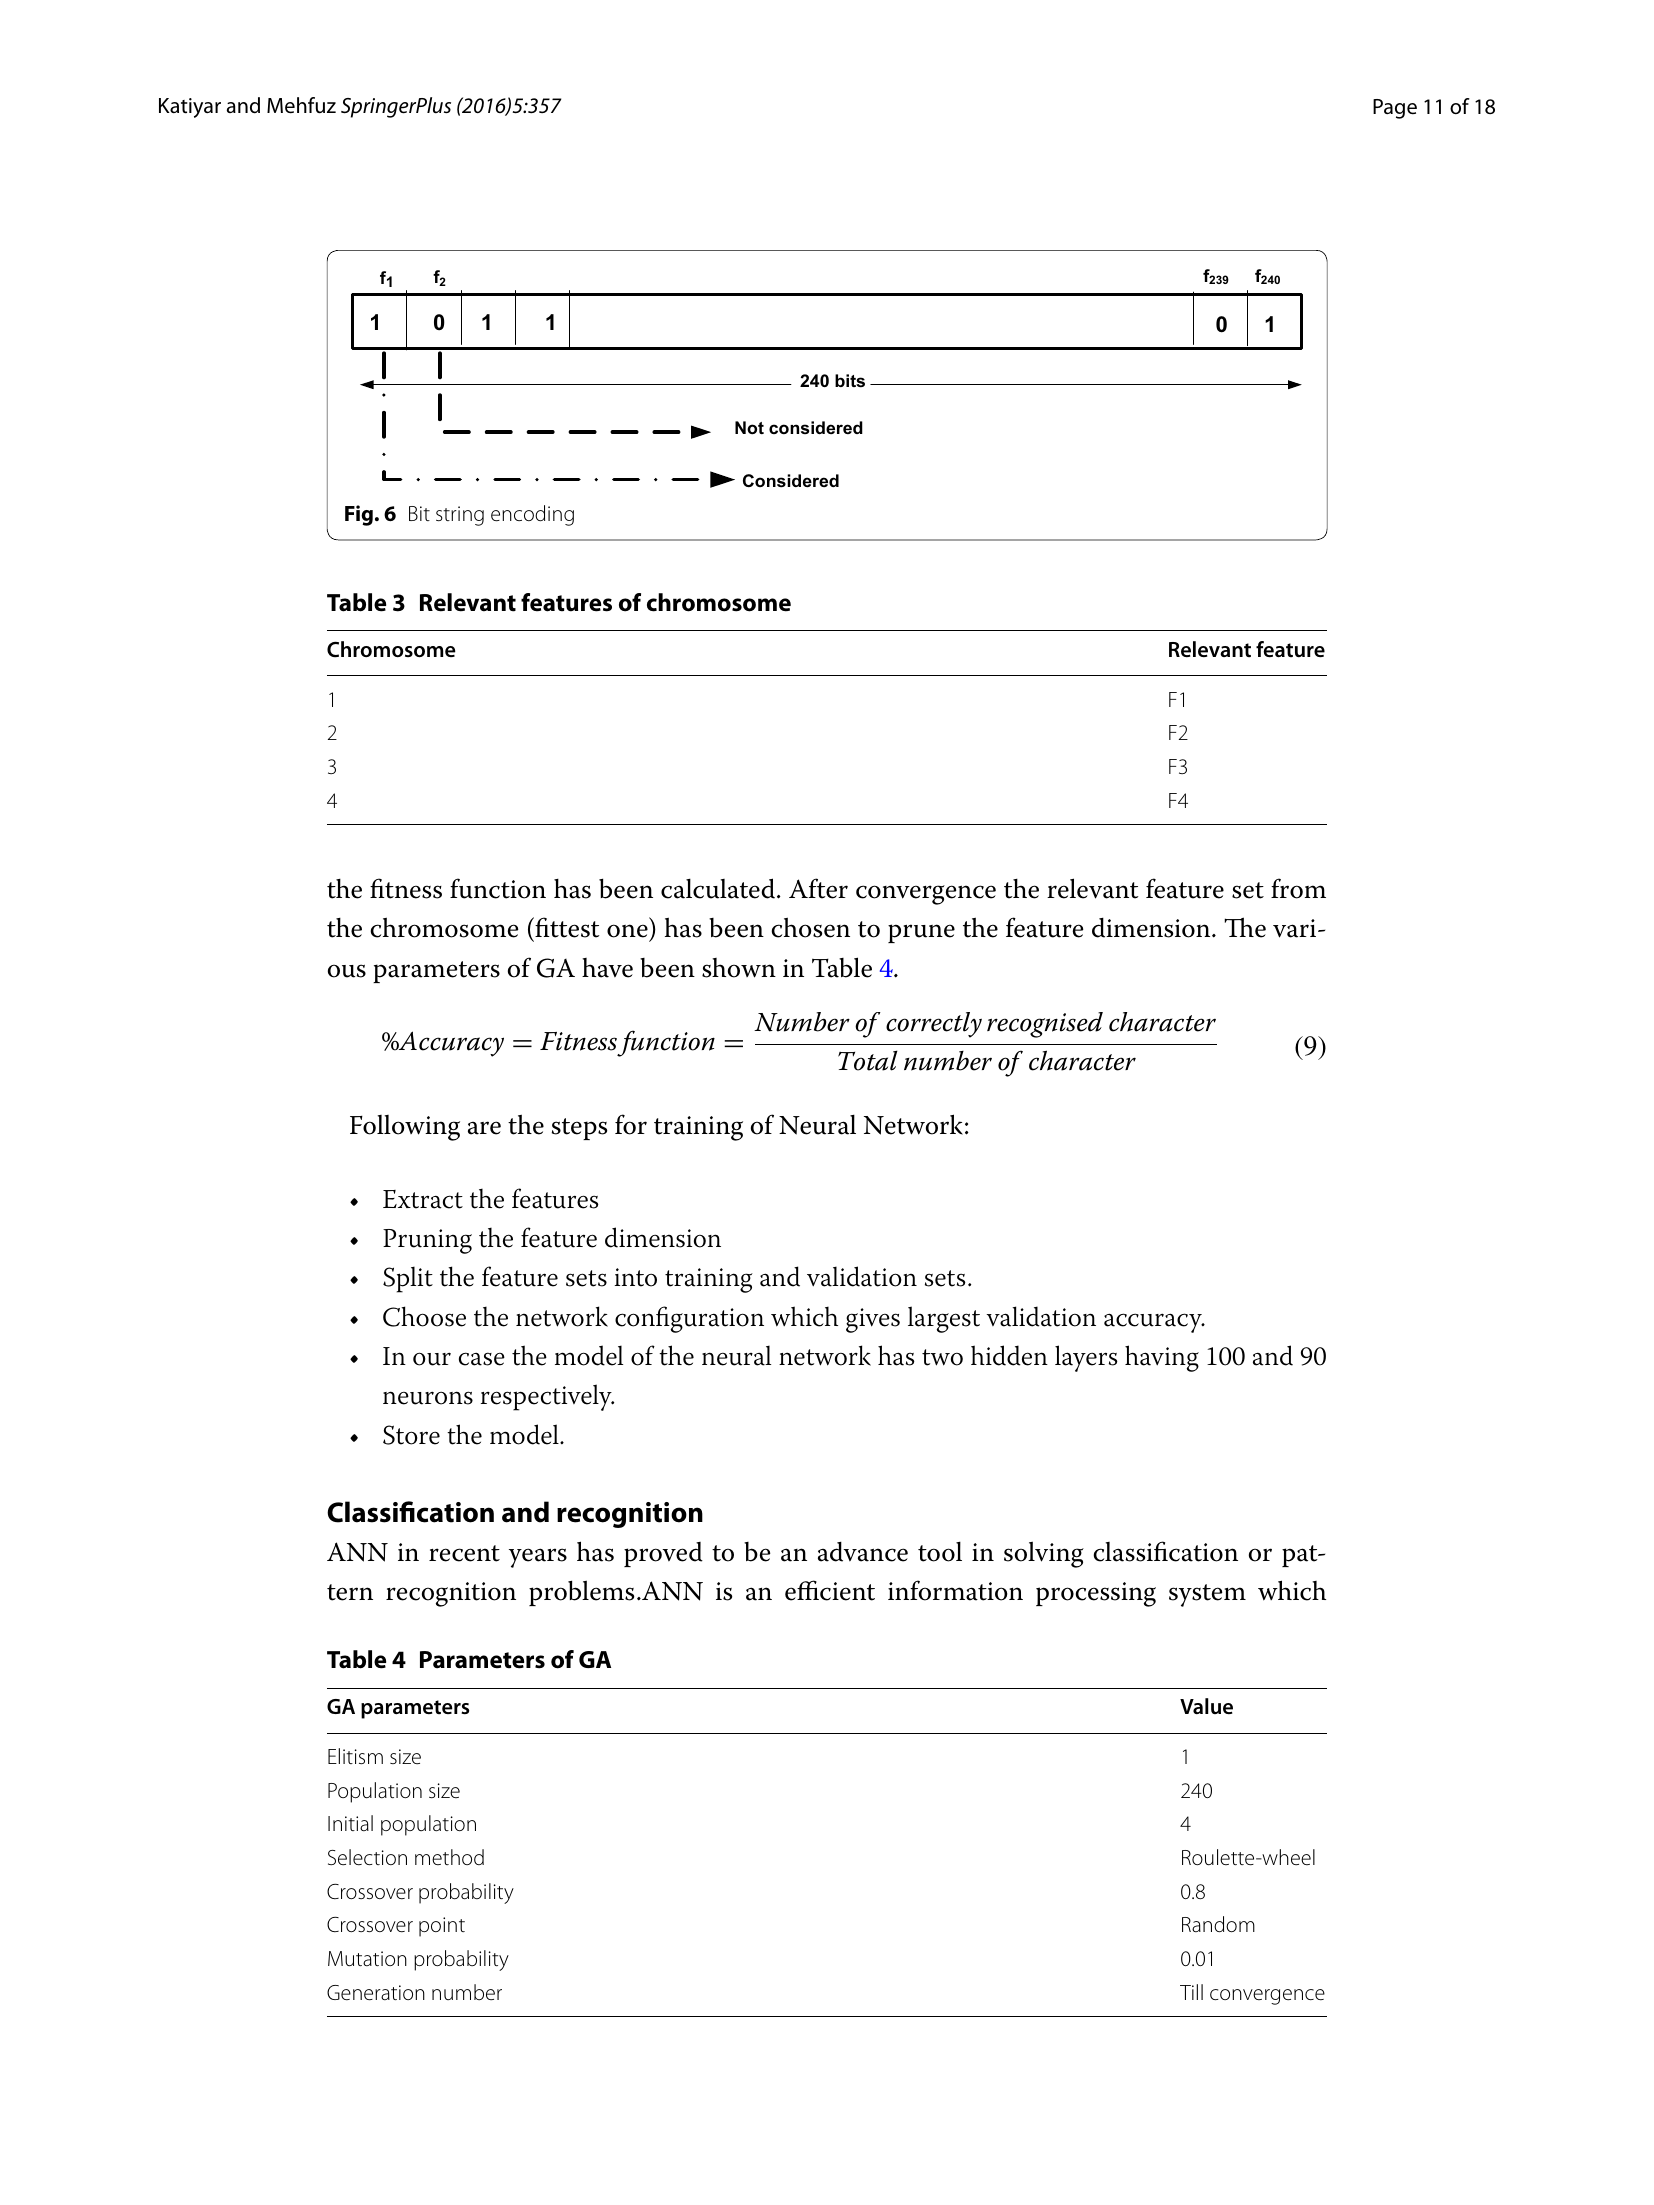 Katiyar and Mehfuz SpringerPlus (2016)5:357
Page 11 of 18
f1 f2 f239 f240
1 0 1 1 0 1
240 bits
Not considered
Considered
Fig. 6 Bit string encoding
Table 3 Relevant features of chromosome
Chromosome Relevant feature
1 F1
2 F2
3 F3
4 F4
the fitness function has been calculated. After convergence the relevant feature set from
the chromosome (fittest one) has been chosen to prune the feature dimension. The vari-
ous parameters of GA have been shown in Table 4.
%Accuracy = Fitness function = Number of correctly recognised character / Total number of character (9)
Following are the steps for training of Neural Network:
• Extract the features
• Pruning the feature dimension
• Split the feature sets into training and validation sets.
• Choose the network configuration which gives largest validation accuracy.
• In our case the model of the neural network has two hidden layers having 100 and 90
neurons respectively.
• Store the model.
Classification and recognition
ANN in recent years has proved to be an advance tool in solving classification or pat-
tern recognition problems.ANN is an efficient information processing system which
Table 4 Parameters of GA
GA parameters Value
Elitism size 1
Population size 240
Initial population 4
Selection method Roulette-wheel
Crossover probability 0.8
Crossover point Random
Mutation probability 0.01
Generation number Till convergence